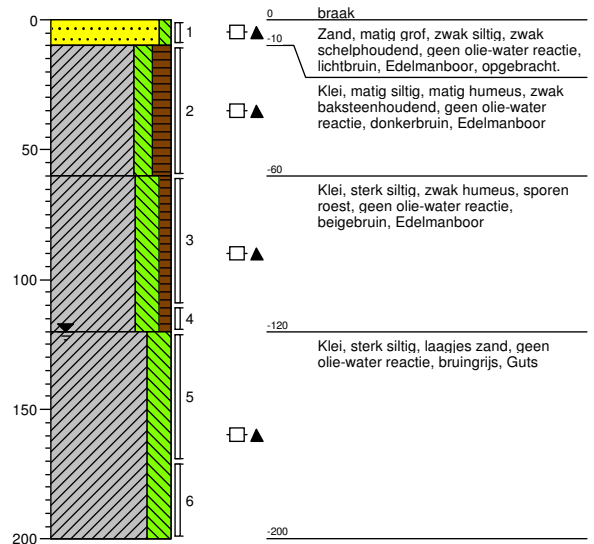 0
50
100
150
200
1
2
3
4
5
6
0
braak
-10
Zand, matig grof, zwak siltig, zwak
schelphoudend, geen olie-water reactie,
lichtbruin, Edelmanboor, opgebracht.
Klei, matig siltig, matig humeus, zwak
baksteenhoudend, geen olie-water
reactie, donkerbruin, Edelmanboor
-60
Klei, sterk siltig, zwak humeus, sporen
roest, geen olie-water reactie,
beigebruin, Edelmanboor
-120
Klei, sterk siltig, laagjes zand, geen
olie-water reactie, bruingrijs, Guts
-200